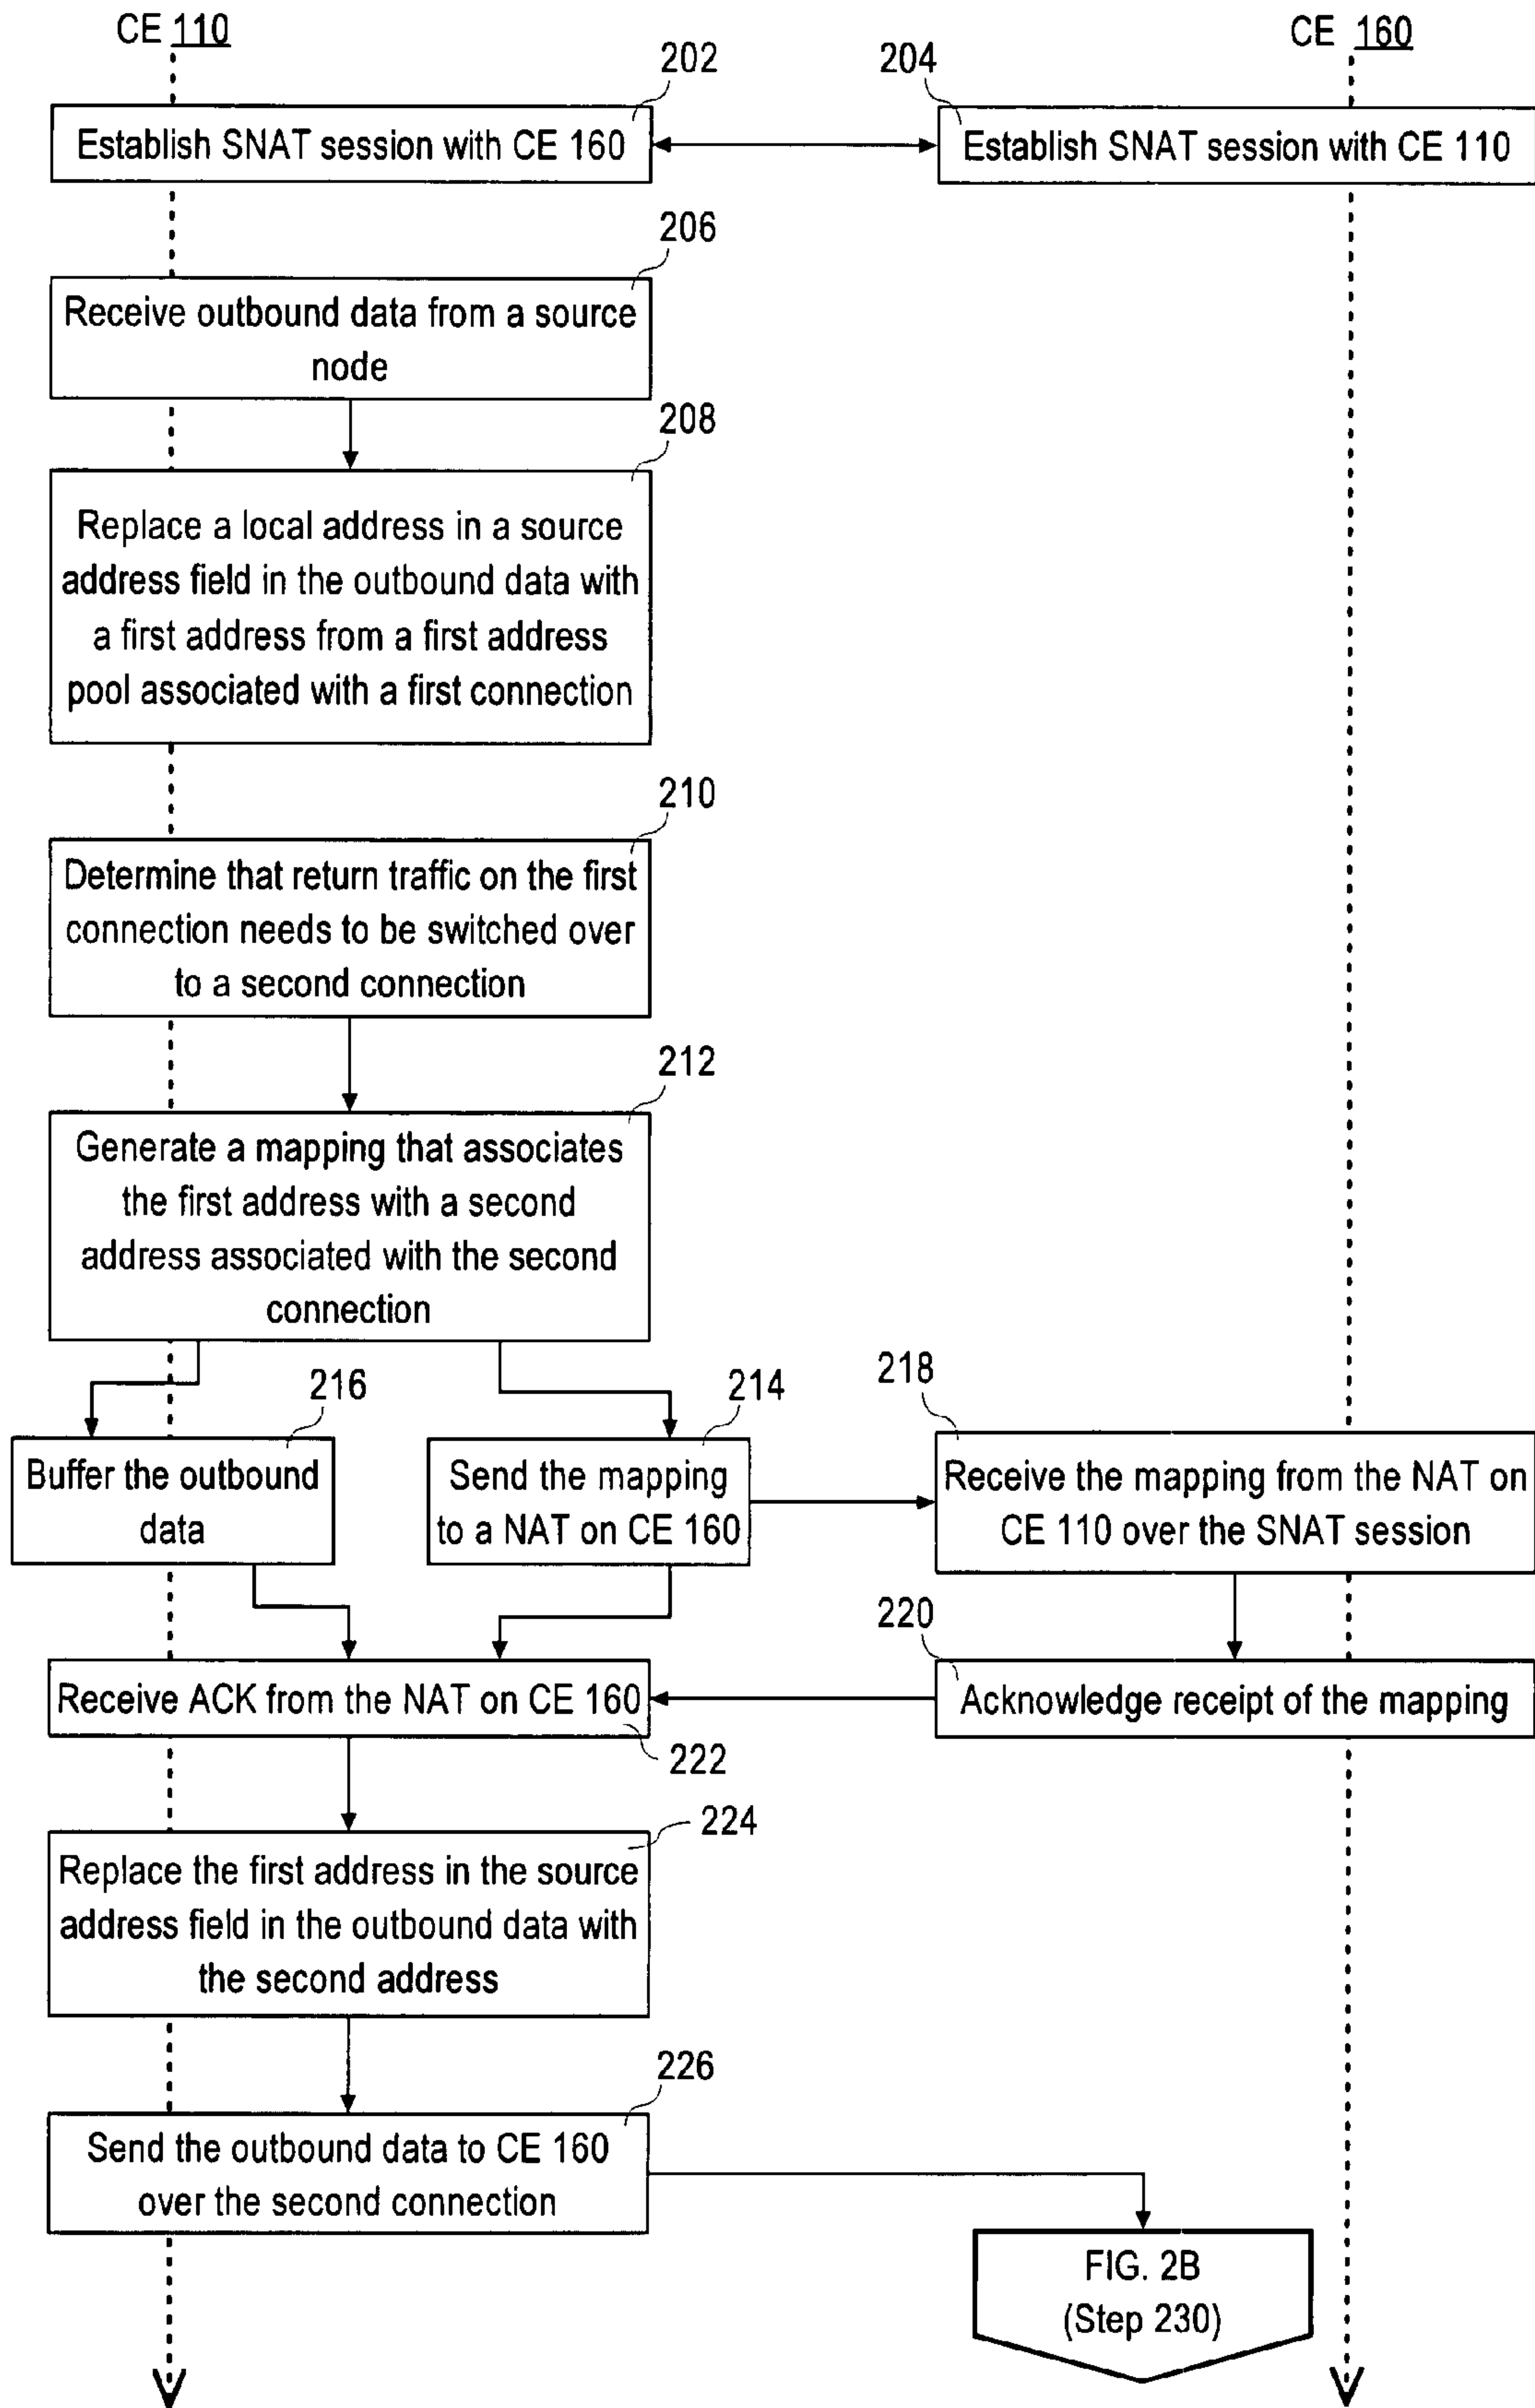 CE 110
CE 160
202
204
Establish SNAT session with CE 160
Establish SNAT session with CE 110
206
Receive outbound data from a source
node
208
Replace a local address in a source
address field in the outbound data with
a first address from a first address
pool associated with a first connection
210
Determine that return traffic on the first
connection needs to be switched over
to a second connection
212
Generate a mapping that associates
the first address with a second
address associated with the second
connection
216
214
218
Buffer the outbound
data
Send the mapping
to a NAT on CE 160
Receive the mapping from the NAT on
CE 110 over the SNAT session
220
Receive ACK from the NAT on CE 160
Acknowledge receipt of the mapping
222
224
Replace the first address in the source
address field in the outbound data with
the second address
226
Send the outbound data to CE 160
over the second connection
FIG. 2B
(Step 230)